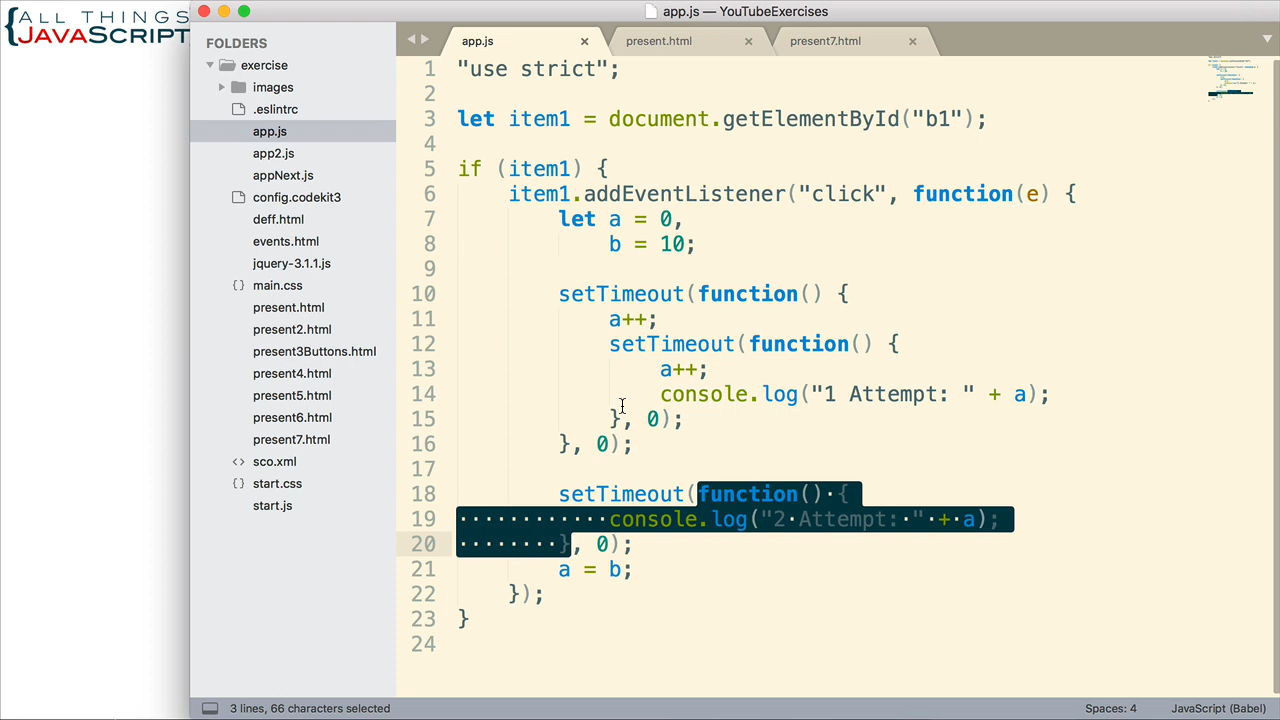 {ALL THINGS
JAVASCRIPT
app.js — YouTubeExercises
FOLDERS
exercise
images
.eslintrc
app.js
app2.js
appNext.js
config.codekit3
deff.html
events.html
jquery-3.1.1.js
{} main.css
present.html
present2.html
present3Buttons.html
present4.html
present5.html
present6.html
present7.html
<> sco.xml
{} start.css
start.js
app.js ×
present.html ×
present7.html ×
1 "use strict";
2
3 let item1 = document.getElementById("b1");
4
5 if (item1) {
6 item1.addEventListener("click", function(e) {
7 let a = 0,
8 b = 10;
9
10 setTimeout(function() {
11 a++;
12 setTimeout(function() {
13 a++;
14 console.log("1 Attempt: " + a);
15 }, 0);
16 }, 0);
17
18 setTimeout(function()·{
19 ············console.log("2·Attempt:·"·+·a);
20 ········}, 0);
21 a = b;
22 });
23 }
24
3 lines, 66 characters selected
Spaces: 4
JavaScript (Babel)